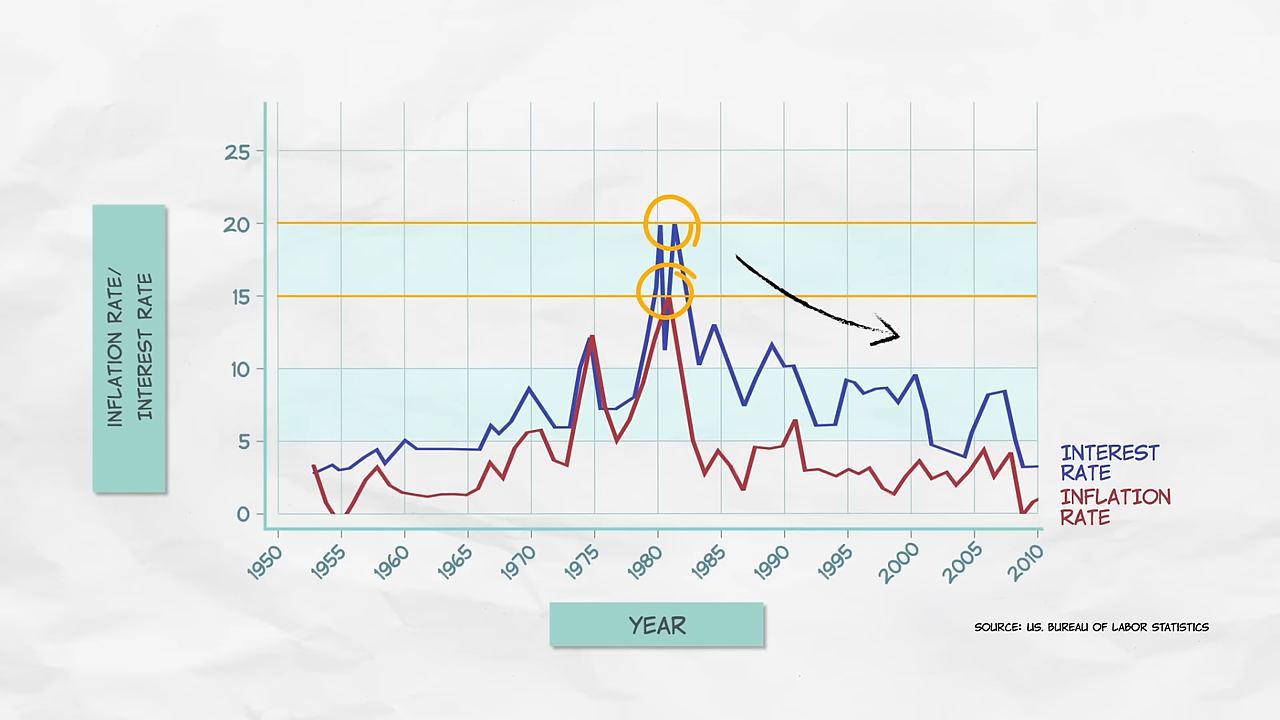 25
20
15
10
5
0
INFLATION RATE/
INTEREST RATE
1950
1955
1960
1965
1970
1975
1980
1985
1990
1995
2000
2005
2010
YEAR
INTEREST
RATE
INFLATION
RATE
SOURCE: U.S. BUREAU OF LABOR STATISTICS